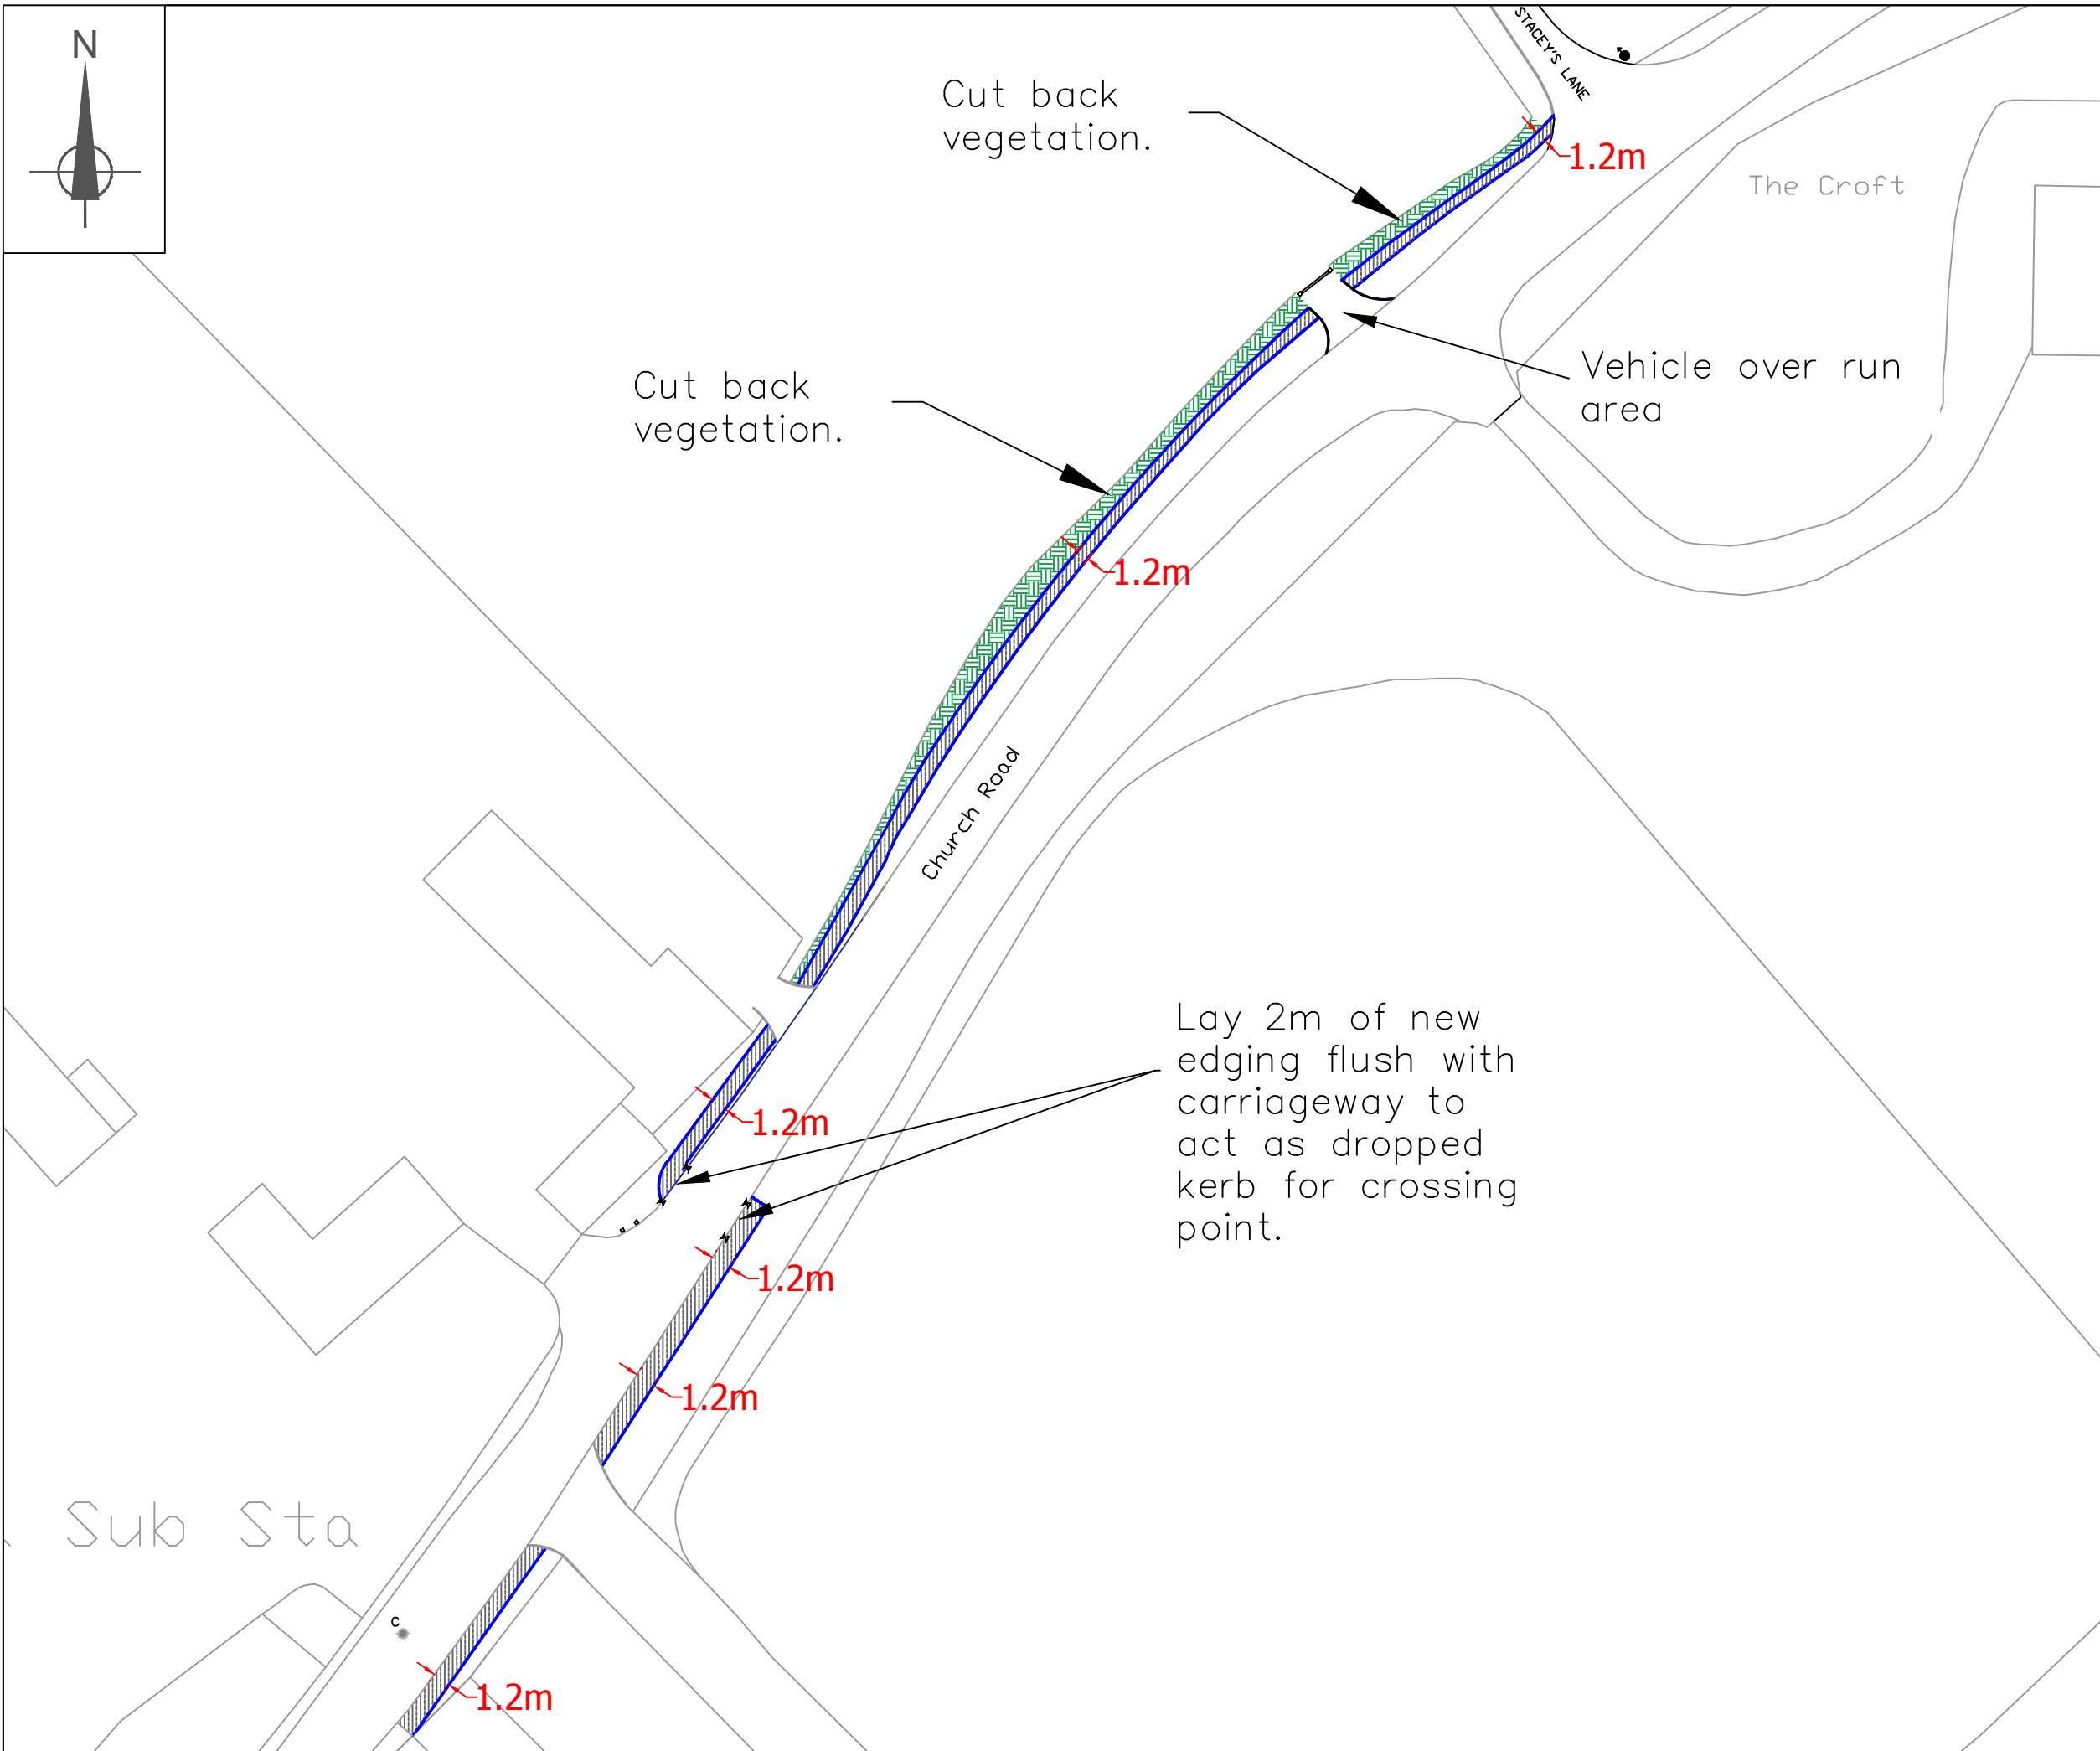 N
STACEY'S LANE
Cut back
vegetation.
1.2m
The Croft
Vehicle over run
area
Cut back
vegetation.
1.2m
Church Road
Lay 2m of new
edging flush with
carriageway to
act as dropped
kerb for crossing
point.
1.2m
1.2m
1.2m
Sub Sta
C
1.2m